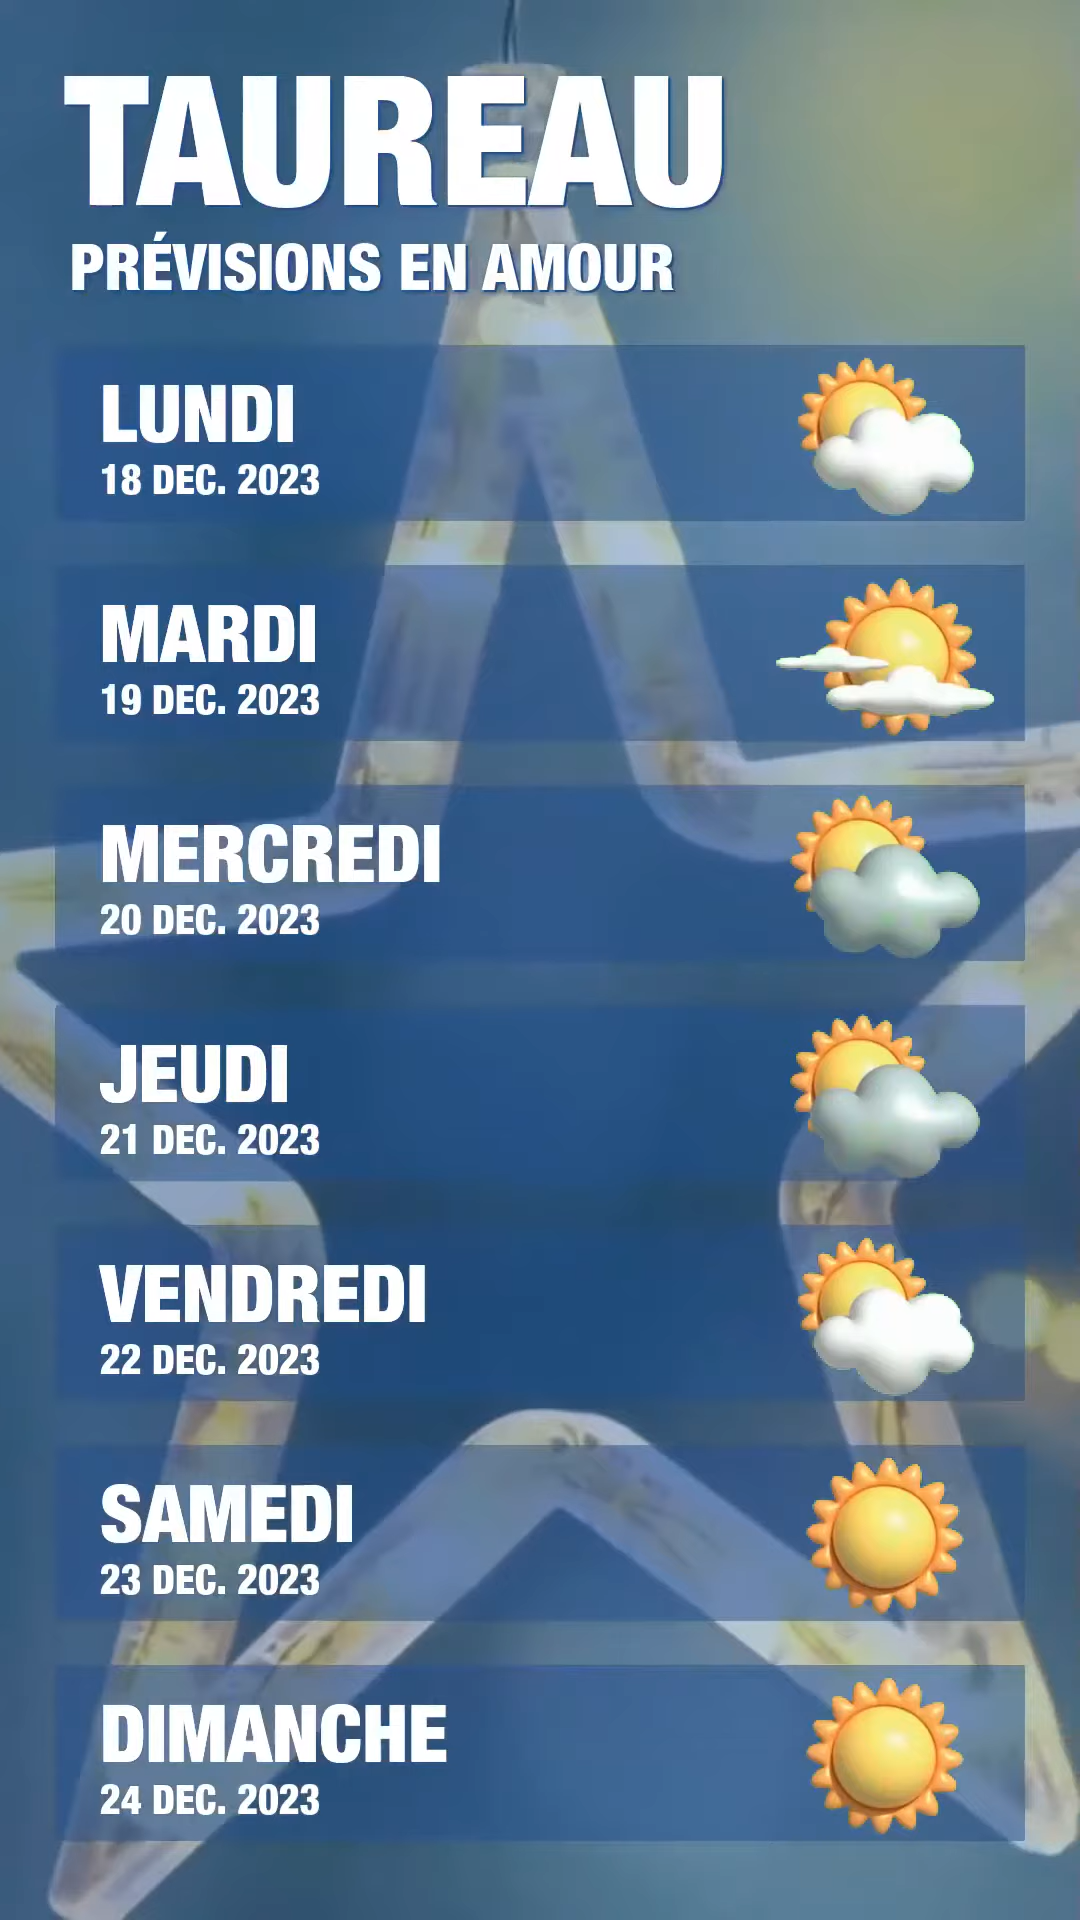 TAUREAU
PRÉVISIONS EN AMOUR
LUNDI
18 DEC. 2023
MARDI
19 DEC. 2023
MERCREDI
20 DEC. 2023
JEUDI
21 DEC. 2023
VENDREDI
22 DEC. 2023
SAMEDI
23 DEC. 2023
DIMANCHE
24 DEC. 2023